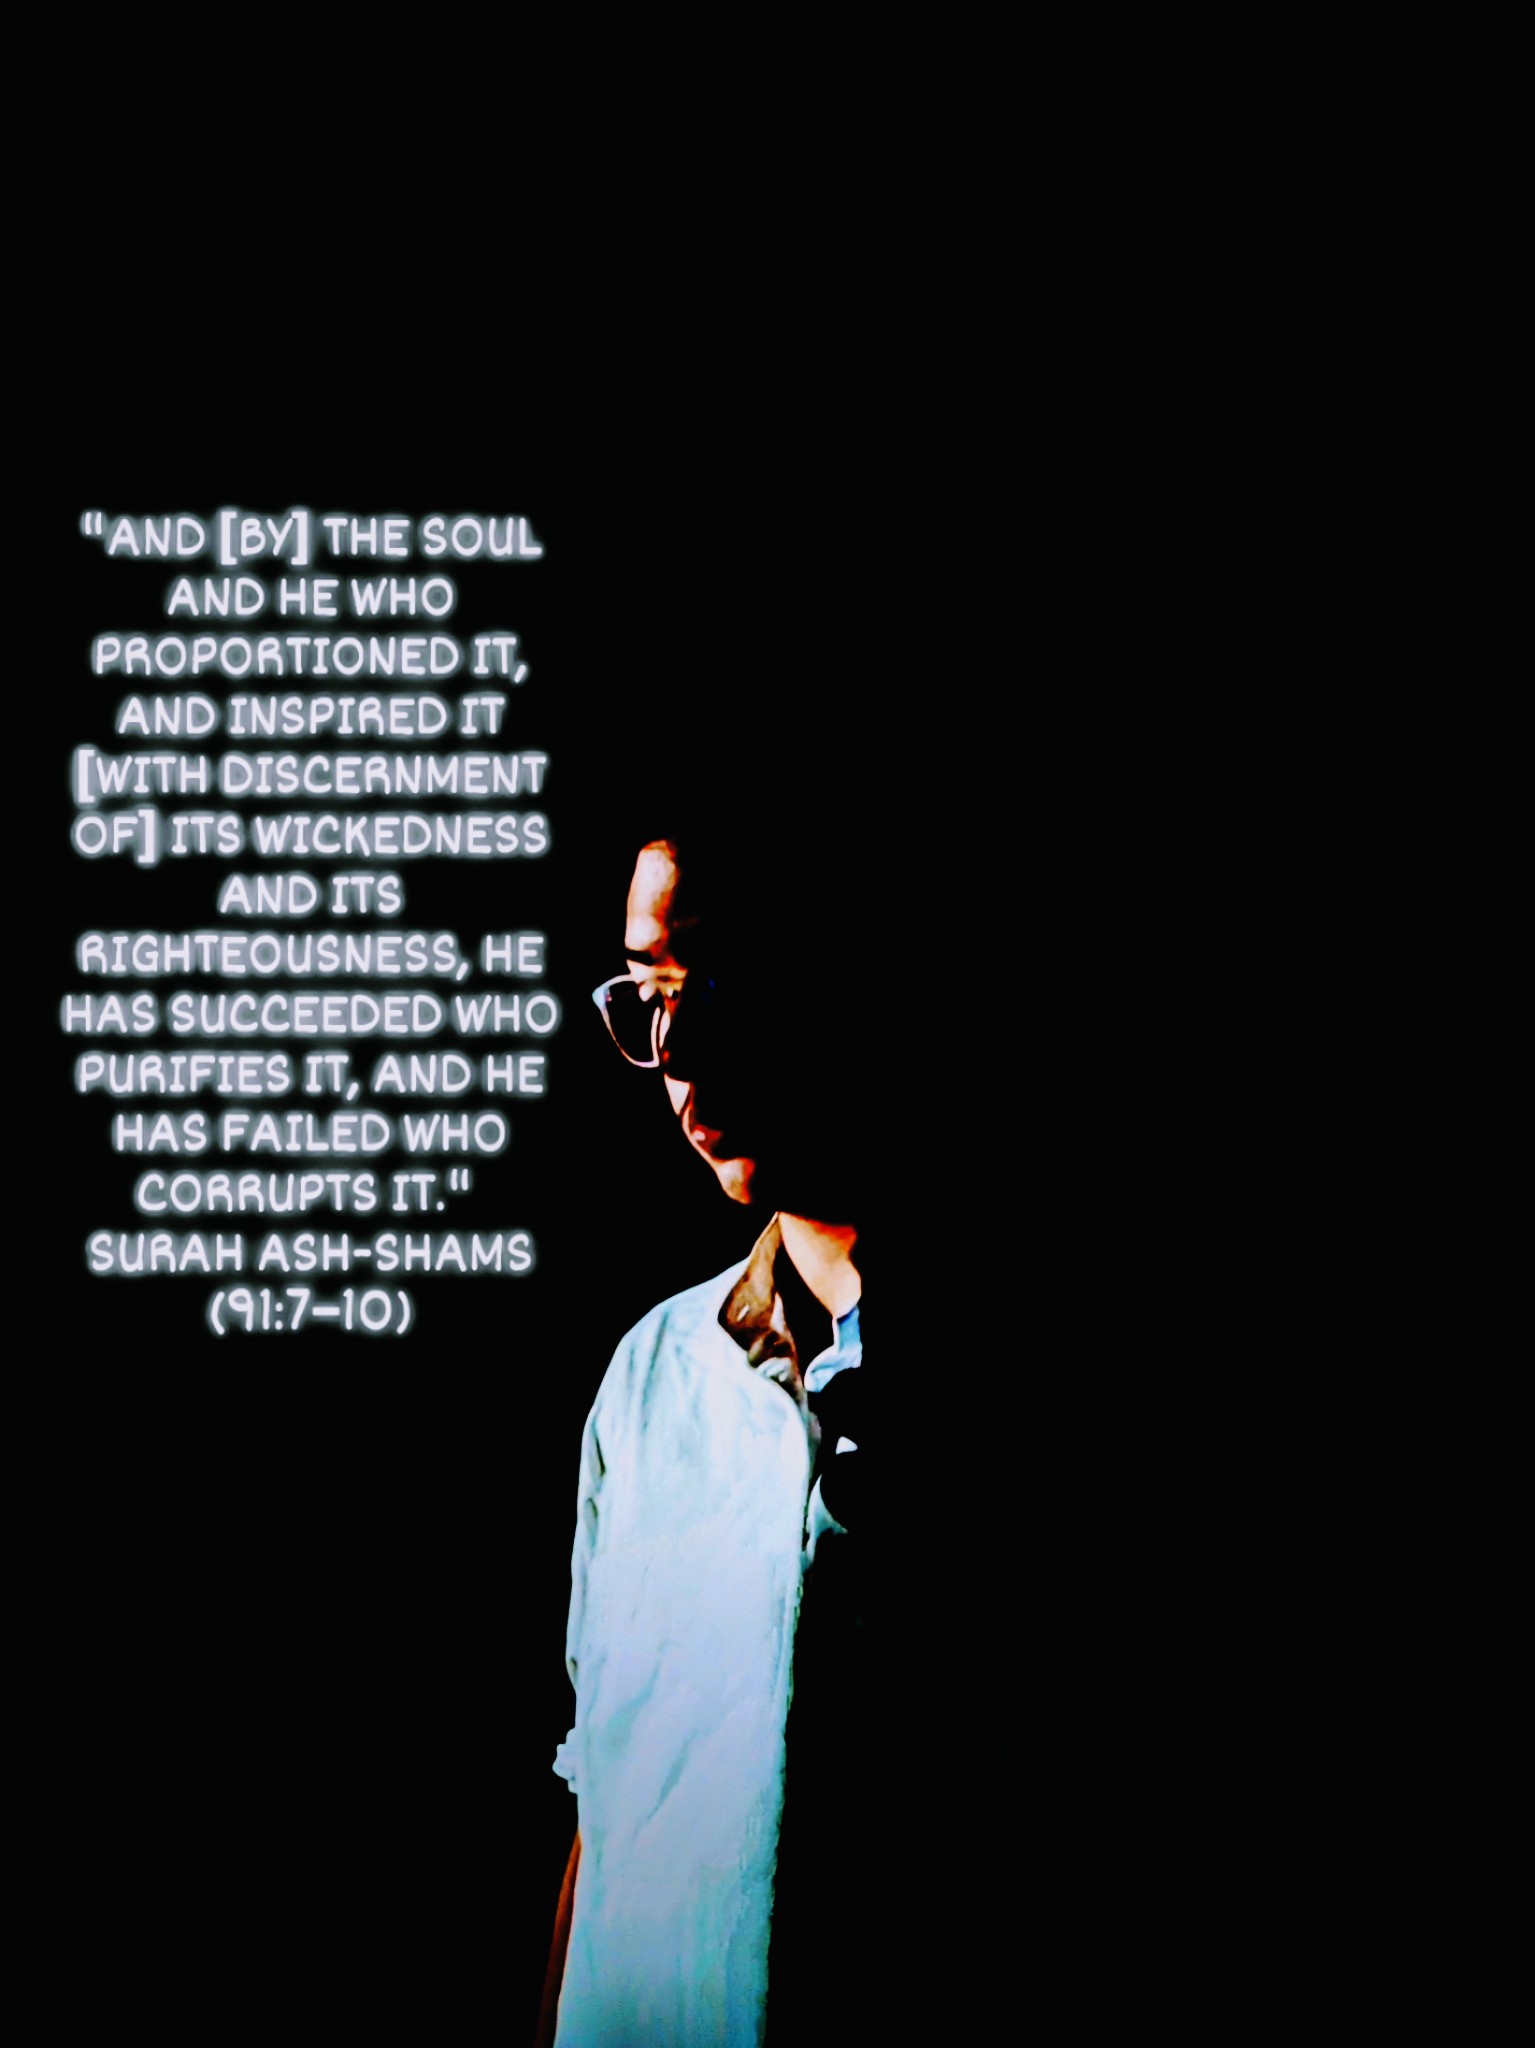 "AND [BY] THE SOUL
AND HE WHO
PROPORTIONED IT,
AND INSPIRED IT
[WITH DISCERNMENT
OF] ITS WICKEDNESS
AND ITS
RIGHTEOUSNESS, HE
HAS SUCCEEDED WHO
PURIFIES IT, AND HE
HAS FAILED WHO
CORRUPTS IT."
SURAH ASH-SHAMS
(91:7–10)